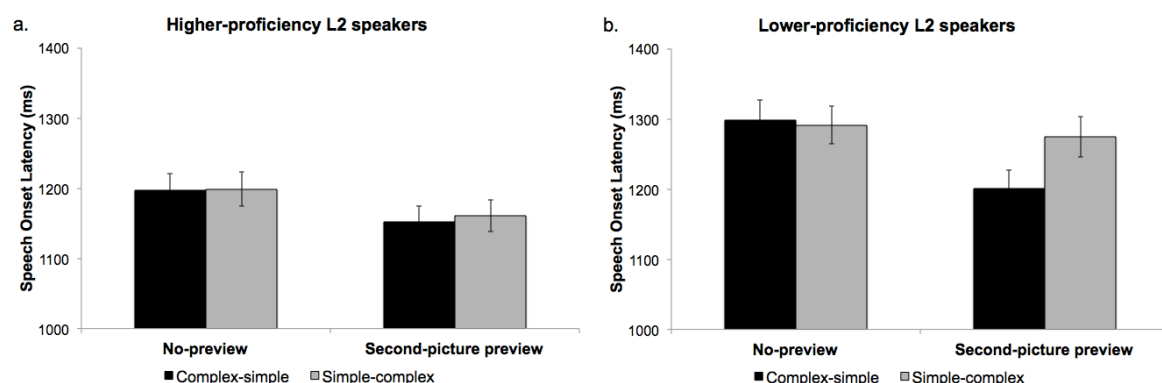 a.
Higher-proficiency L2 speakers
Speech Onset Latency (ms)
1400
1300
1200
1100
1000
No-preview
Second-picture preview
Complex-simple
Simple-complex
b.
Lower-proficiency L2 speakers
Speech Onset Latency (ms)
1400
1300
1200
1100
1000
No-preview
Second-picture preview
Complex-simple
Simple-complex